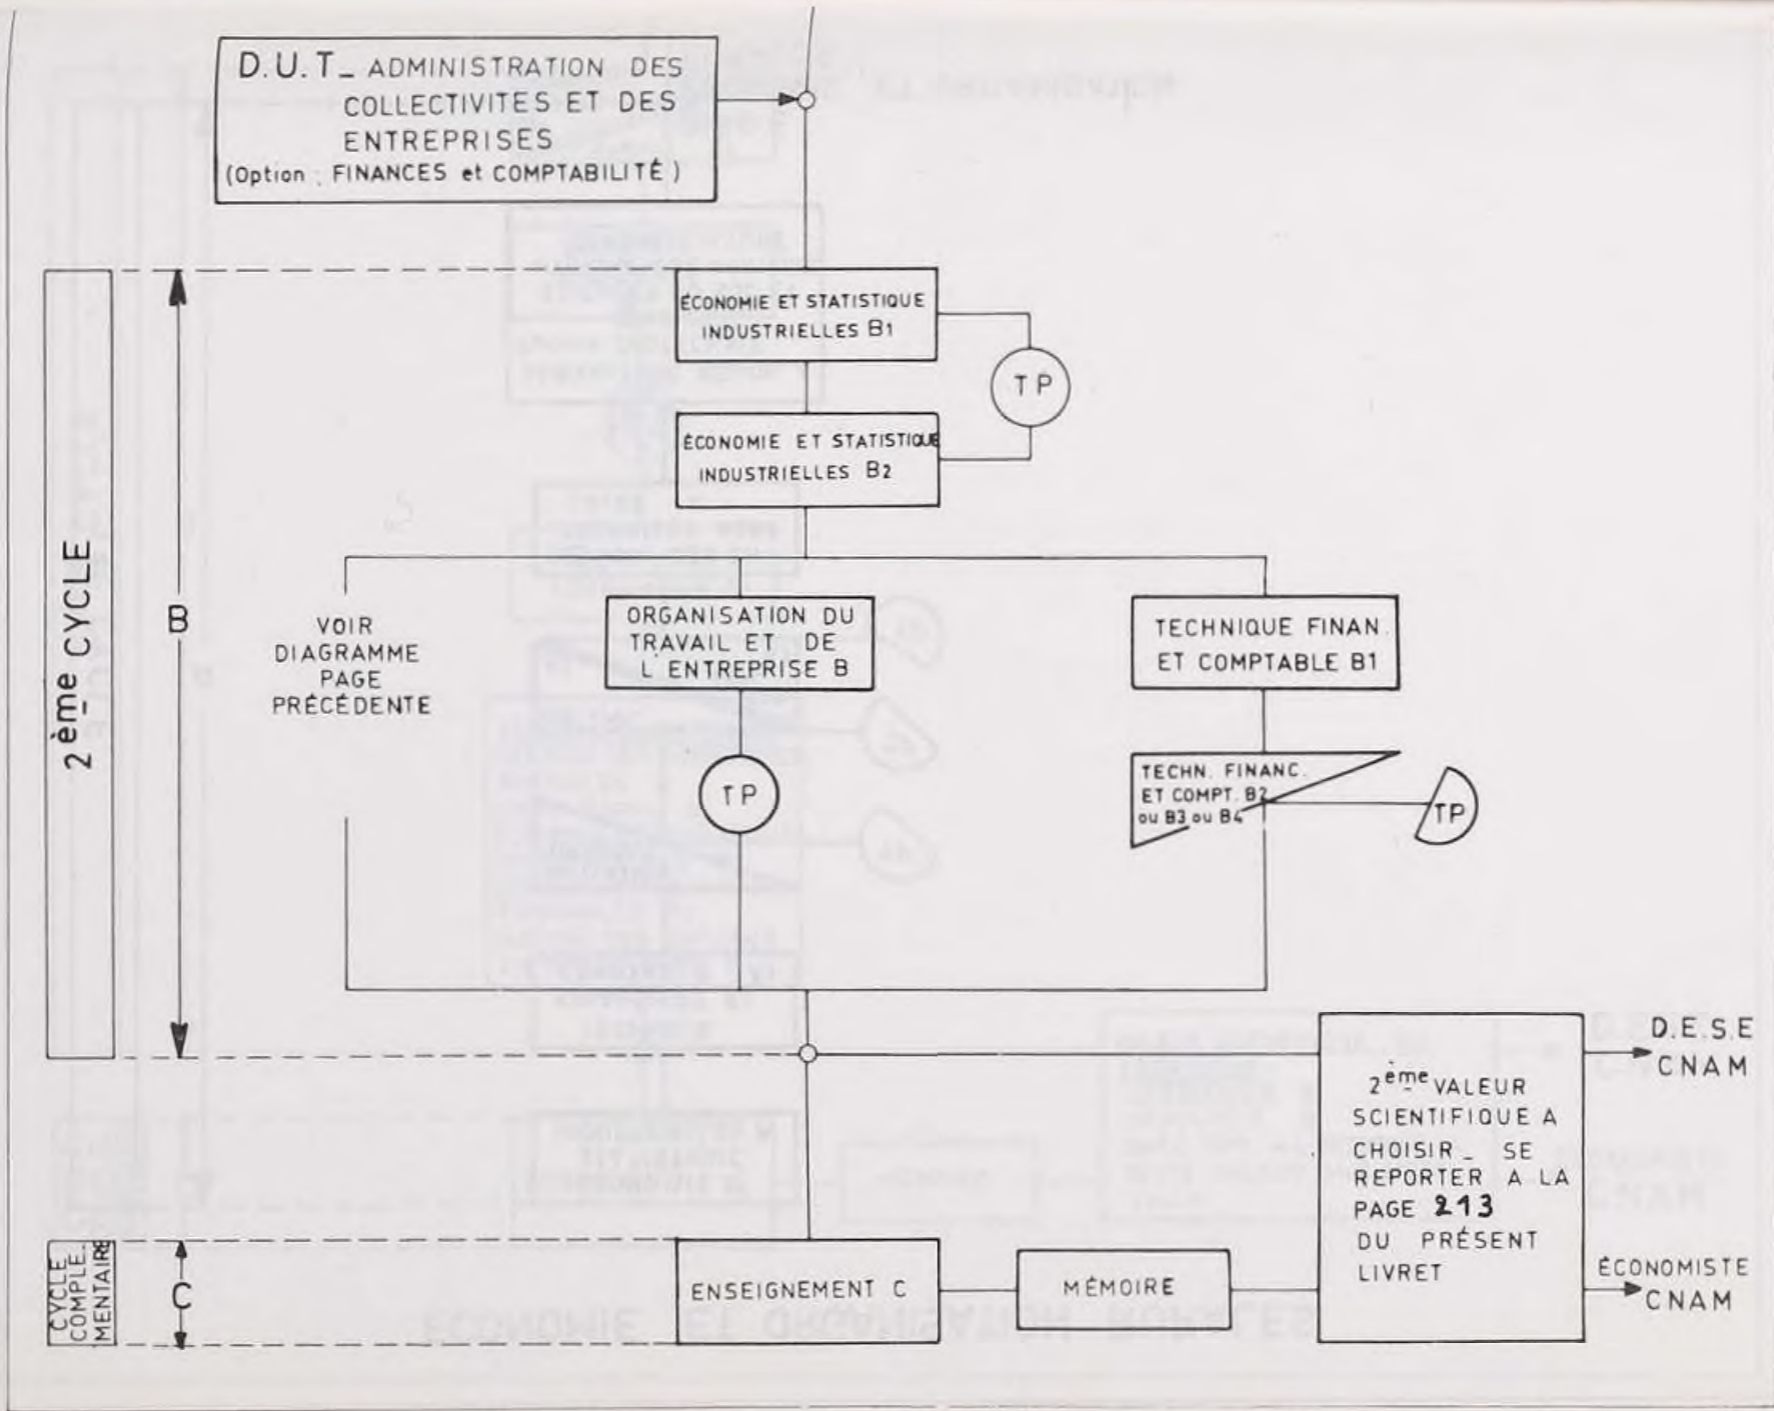 D.U.T_ ADMINISTRATION DES
COLLECTIVITES ET DES
ENTREPRISES
(Option : FINANCES et COMPTABILITÉ)
2ème CYCLE
B
ÉCONOMIE ET STATISTIQUE
INDUSTRIELLES B1
TP
ÉCONOMIE ET STATISTIQUE
INDUSTRIELLES B2
VOIR
DIAGRAMME
PAGE
PRÉCÉDENTE
ORGANISATION DU
TRAVAIL ET DE
L'ENTREPRISE B
TP
TECHNIQUE FINAN.
ET COMPTABLE B1
TECHN. FINANC.
ET COMPT. B2
ou B3 ou B4
TP
2ème VALEUR
SCIENTIFIQUE A
CHOISIR_ SE
REPORTER A LA
PAGE 213
DU PRÉSENT
LIVRET
D.E.S.E
CNAM
CYCLE
COMPLE_
MENTAIRE
C
ENSEIGNEMENT C
MÉMOIRE
ÉCONOMISTE
CNAM